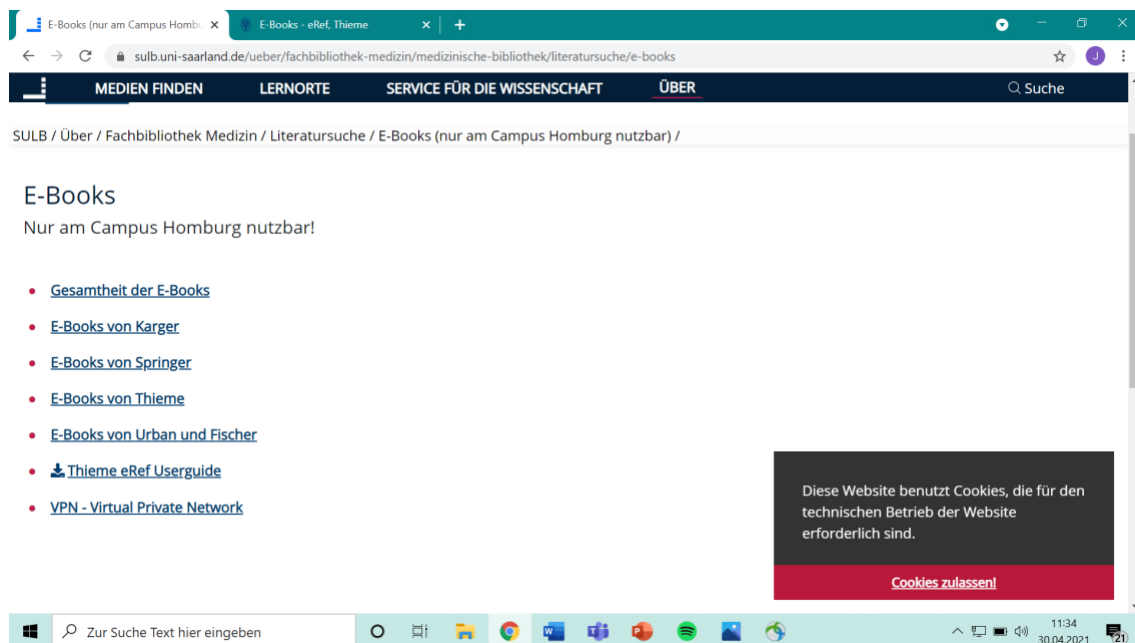 E-Books (nur am Campus Hombu
E-Books - eRef, Thieme
sulb.uni-saarland.de/ueber/fachbibliothek-medizin/medizinische-bibliothek/literatursuche/e-books
J
MEDIEN FINDEN LERNORTE SERVICE FÜR DIE WISSENSCHAFT ÜBER Suche
SULB / Über / Fachbibliothek Medizin / Literatursuche / E-Books (nur am Campus Homburg nutzbar) /
E-Books
Nur am Campus Homburg nutzbar!
Gesamtheit der E-Books
E-Books von Karger
E-Books von Springer
E-Books von Thieme
E-Books von Urban und Fischer
Thieme eRef Userguide
VPN - Virtual Private Network
Diese Website benutzt Cookies, die für den
technischen Betrieb der Website
erforderlich sind.
Cookies zulassen!
Zur Suche Text hier eingeben
11:34
30.04.2021
21